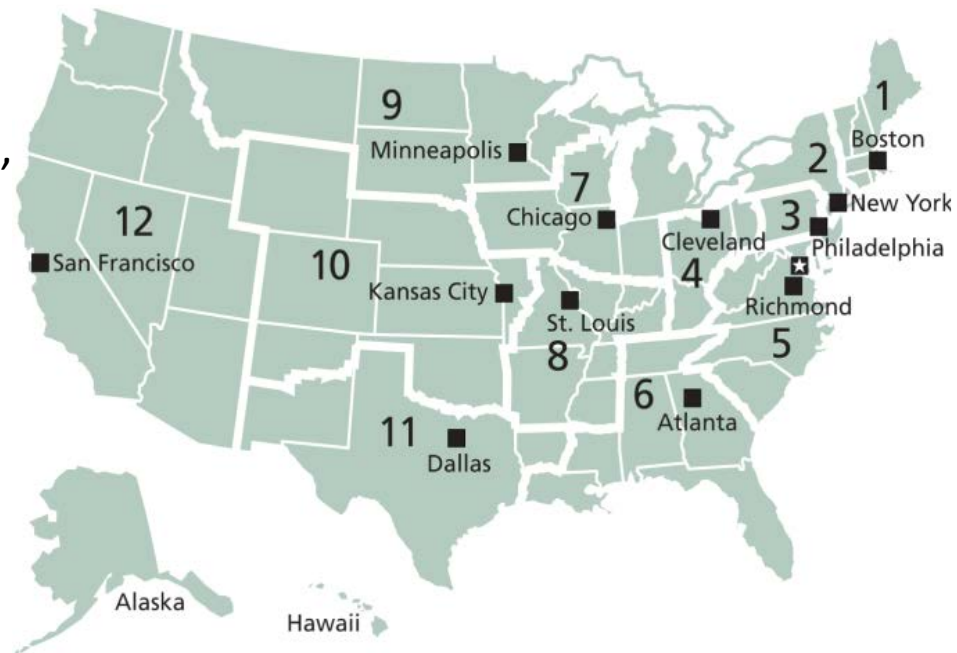 1
9
Boston
2
Minneapolis
,
7
12
3
New York
Chicago
Cleveland
Philadelphia
San Francisco
10
4
Kansas City
Richmond
St. Louis
5
8
6
Atlanta
11
Dallas
Alaska
Hawaii